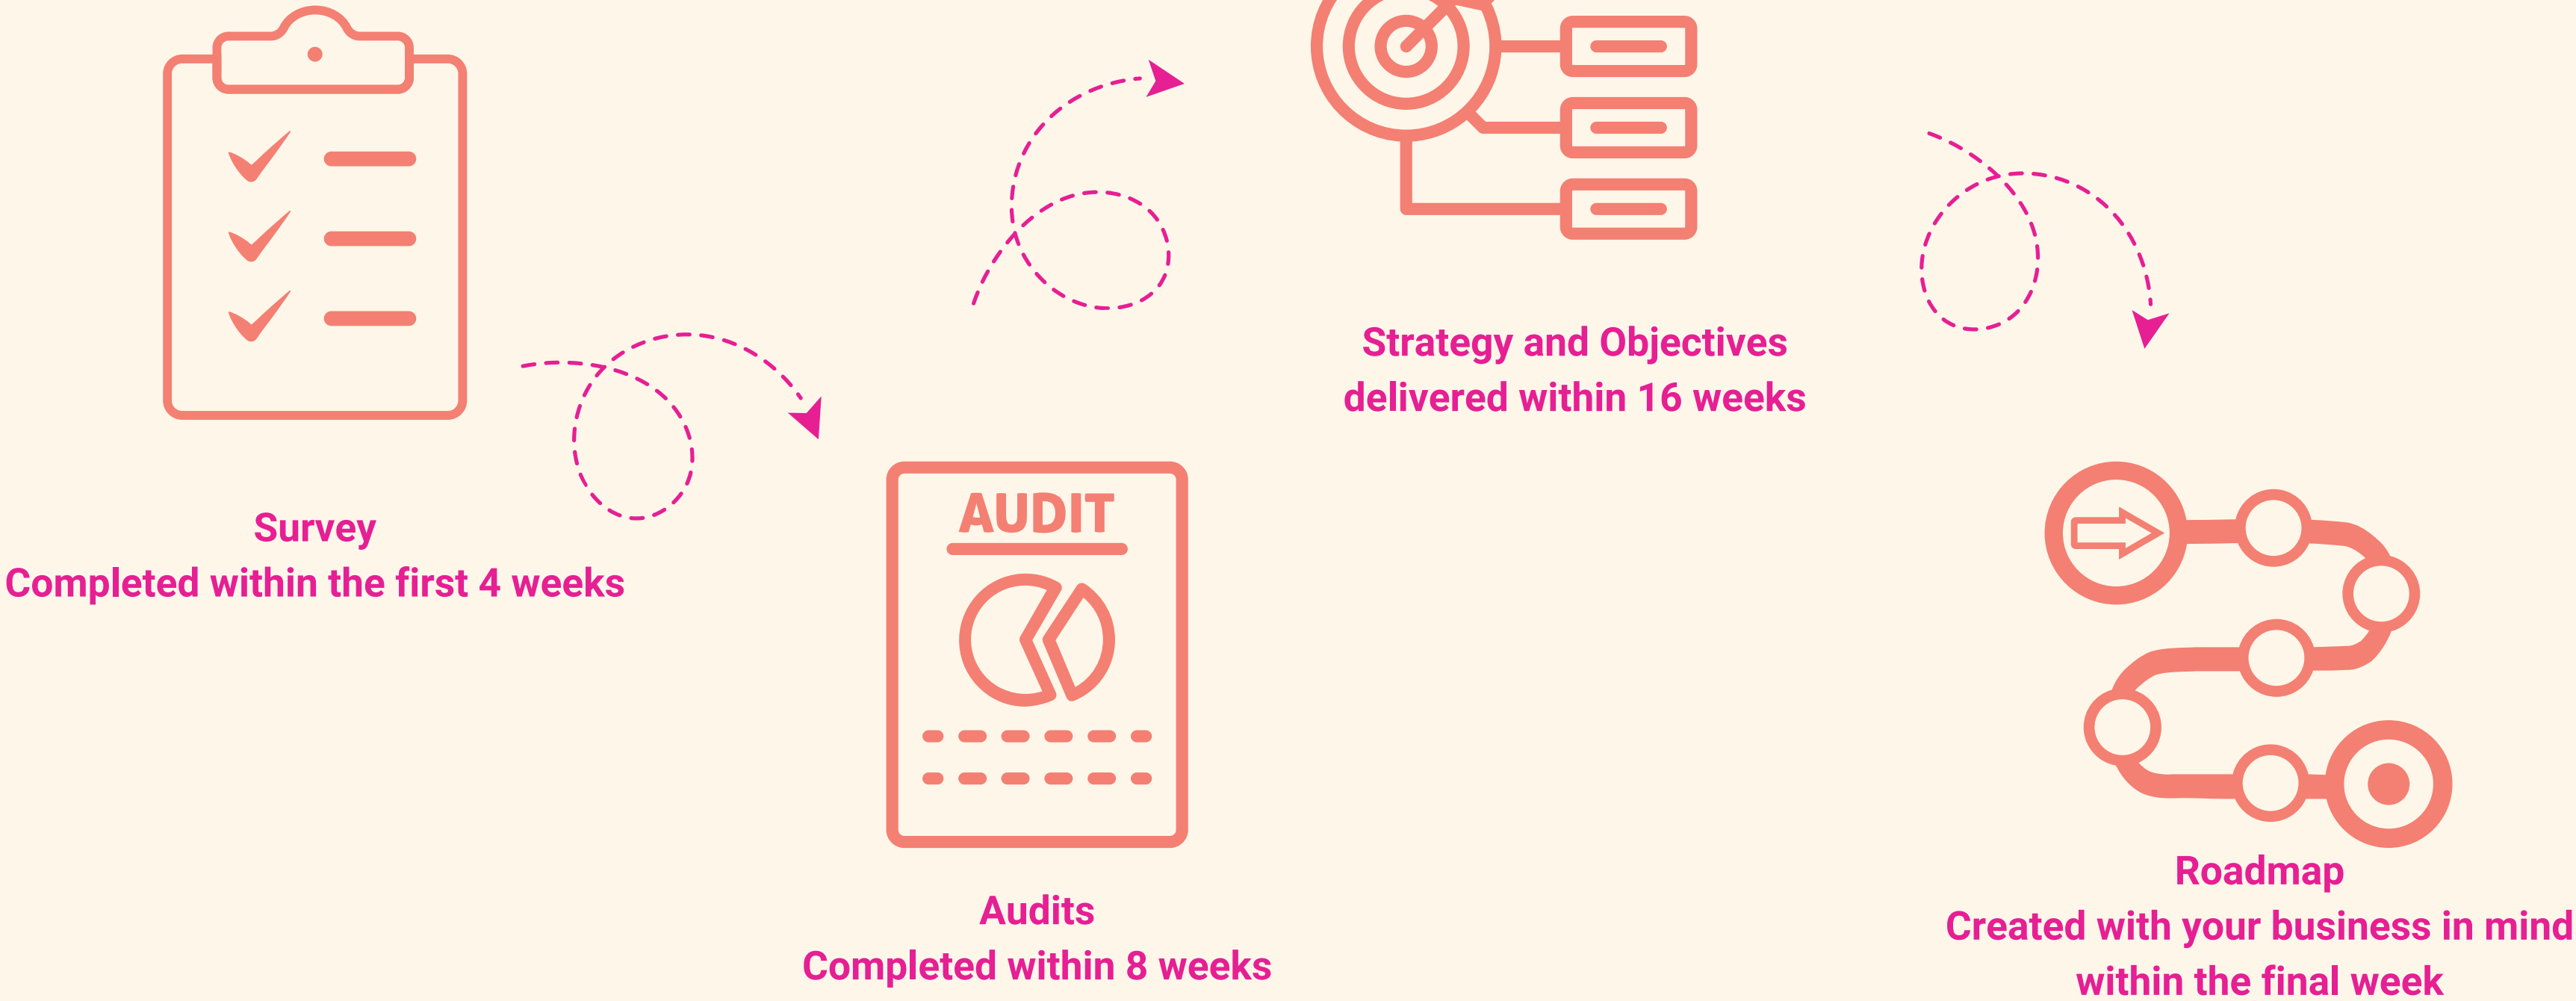 Survey
Completed within the first 4 weeks
AUDIT
Audits
Completed within 8 weeks
Strategy and Objectives
delivered within 16 weeks
Roadmap
Created with your business in mind
within the final week